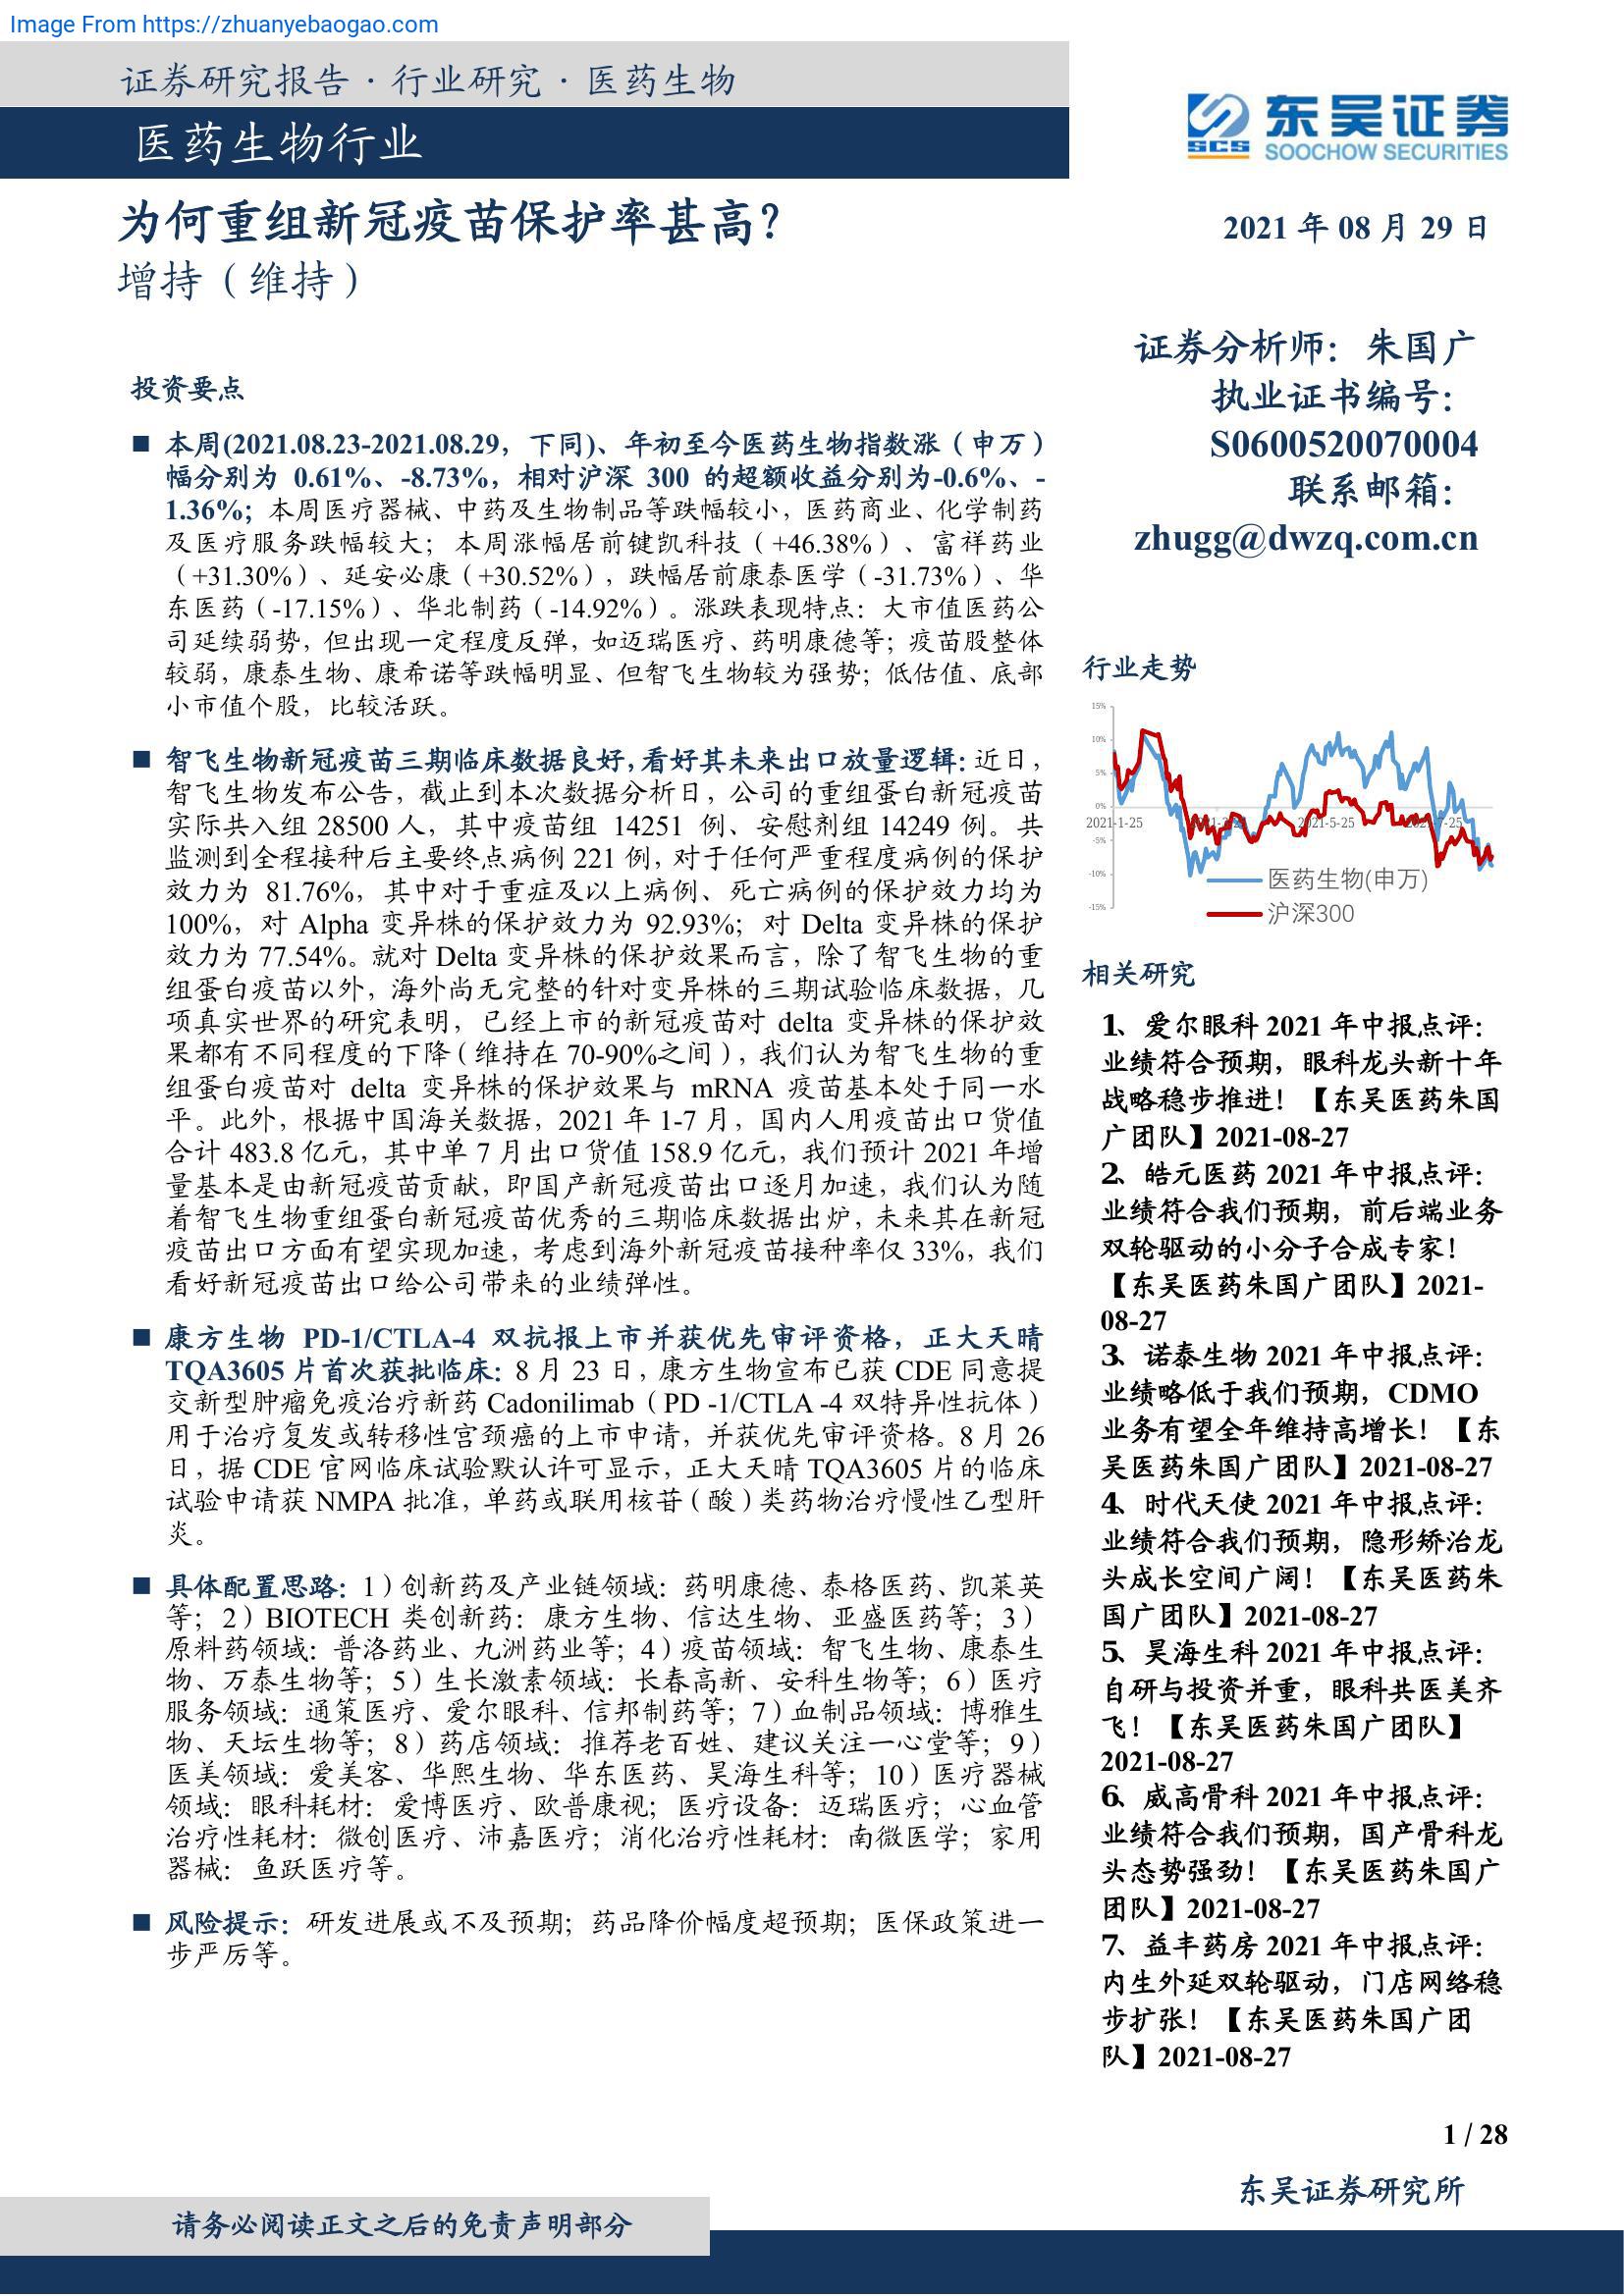 Image From https://zhuanyebaogao.com
证券研究报告·行业研究·医药生物
医药生物行业
东吴证券
SCS
SOOCHOW SECURITIES
为何重组新冠疫苗保护率甚高？
增持（维持）
2021 年 08 月 29 日
证券分析师： 朱国广
执业证书编号：
S0600520070004
联系邮箱：
zhugg@dwzq.com.cn
投资要点
■ 本周(2021.08.23-2021.08.29，下同)、年初至今医药生物指数涨（申万）
幅分别为 0.61%、-8.73%，相对沪深 300 的超额收益分别为-0.6%、-
1.36%；本周医疗器械、中药及生物制品等跌幅较小，医药商业、化学制药
及医疗服务跌幅较大；本周涨幅居前键凯科技（+46.38%）、富祥药业
（+31.30%）、延安必康（+30.52%），跌幅居前康泰医学（-31.73%）、华
东医药（-17.15%）、华北制药（-14.92%）。涨跌表现特点：大市值医药公
司延续弱势，但出现一定程度反弹，如迈瑞医疗、药明康德等；疫苗股整体
较弱，康泰生物、康希诺等跌幅明显、但智飞生物较为强势；低估值、底部
小市值个股，比较活跃。
■ 智飞生物新冠疫苗三期临床数据良好，看好其未来出口放量逻辑：近日，
智飞生物发布公告，截止到本次数据分析日，公司的重组蛋白新冠疫苗
实际共入组 28500 人，其中疫苗组 14251 例、安慰剂组 14249 例。共
监测到全程接种后主要终点病例 221 例，对于任何严重程度病例的保护
效力为 81.76%，其中对于重症及以上病例、死亡病例的保护效力均为
100%，对 Alpha 变异株的保护效力为 92.93%；对 Delta 变异株的保护
效力为 77.54%。就对 Delta 变异株的保护效果而言，除了智飞生物的重
组蛋白疫苗以外，海外尚无完整的针对变异株的三期试验临床数据，几
项真实世界的研究表明，已经上市的新冠疫苗对 delta 变异株的保护效
果都有不同程度的下降（维持在 70-90%之间），我们认为智飞生物的重
组蛋白疫苗对 delta 变异株的保护效果与 mRNA 疫苗基本处于同一水
平。此外，根据中国海关数据，2021 年 1-7 月，国内人用疫苗出口货值
合计 483.8 亿元，其中单 7 月出口货值 158.9 亿元，我们预计 2021 年增
量基本是由新冠疫苗贡献，即国产新冠疫苗出口逐月加速，我们认为随
着智飞生物重组蛋白新冠疫苗优秀的三期临床数据出炉，未来其在新冠
疫苗出口方面有望实现加速，考虑到海外新冠疫苗接种率仅 33%，我们
看好新冠疫苗出口给公司带来的业绩弹性。
■ 康方生物 PD-1/CTLA-4 双抗报上市并获优先审评资格，正大天晴
TQA3605 片首次获批临床：8 月 23 日，康方生物宣布已获 CDE 同意提
交新型肿瘤免疫治疗新药 Cadonilimab（PD -1/CTLA -4 双特异性抗体）
用于治疗复发或转移性宫颈癌的上市申请，并获优先审评资格。8 月 26
日，据 CDE 官网临床试验默认许可显示，正大天晴 TQA3605 片的临床
试验申请获 NMPA 批准，单药或联用核苷（酸）类药物治疗慢性乙型肝
炎。
■ 具体配置思路：1）创新药及产业链领域：药明康德、泰格医药、凯莱英
等；2）BIOTECH 类创新药：康方生物、信达生物、亚盛医药等；3）
原料药领域：普洛药业、九洲药业等；4）疫苗领域：智飞生物、康泰生
物、万泰生物等；5）生长激素领域：长春高新、安科生物等；6）医疗
服务领域：通策医疗、爱尔眼科、信邦制药等；7）血制品领域：博雅生
物、天坛生物等；8）药店领域：推荐老百姓、建议关注一心堂等；9）
医美领域：爱美客、华熙生物、华东医药、昊海生科等；10）医疗器械
领域：眼科耗材：爱博医疗、欧普康视；医疗设备：迈瑞医疗；心血管
治疗性耗材：微创医疗、沛嘉医疗；消化治疗性耗材：南微医学；家用
器械：鱼跃医疗等。
■ 风险提示：研发进展或不及预期；药品降价幅度超预期；医保政策进一
步严厉等。
行业走势
15%
10%
5%
0%
-5%
-10%
-15%
2021-1-25
2021-5-25
医药生物(申万)
沪深300
相关研究
1、爱尔眼科 2021 年中报点评：
业绩符合预期，眼科龙头新十年
战略稳步推进！【东吴医药朱国
广团队】2021-08-27
2、皓元医药 2021 年中报点评：
业绩符合我们预期，前后端业务
双轮驱动的小分子合成专家！
【东吴医药朱国广团队】2021-
08-27
3、诺泰生物 2021 年中报点评：
业绩略低于我们预期，CDMO
业务有望全年维持高增长！【东
吴医药朱国广团队】2021-08-27
4、时代天使 2021 年中报点评：
业绩符合我们预期，隐形矫治龙
头成长空间广阔！【东吴医药朱
国广团队】2021-08-27
5、昊海生科 2021 年中报点评：
自研与投资并重，眼科共医美齐
飞！【东吴医药朱国广团队】
2021-08-27
6、威高骨科 2021 年中报点评：
业绩符合我们预期，国产骨科龙
头态势强劲！【东吴医药朱国广
团队】2021-08-27
7、益丰药房 2021 年中报点评：
内生外延双轮驱动，门店网络稳
步扩张！【东吴医药朱国广团
队】2021-08-27
1 / 28
东吴证券研究所
请务必阅读正文之后的免责声明部分